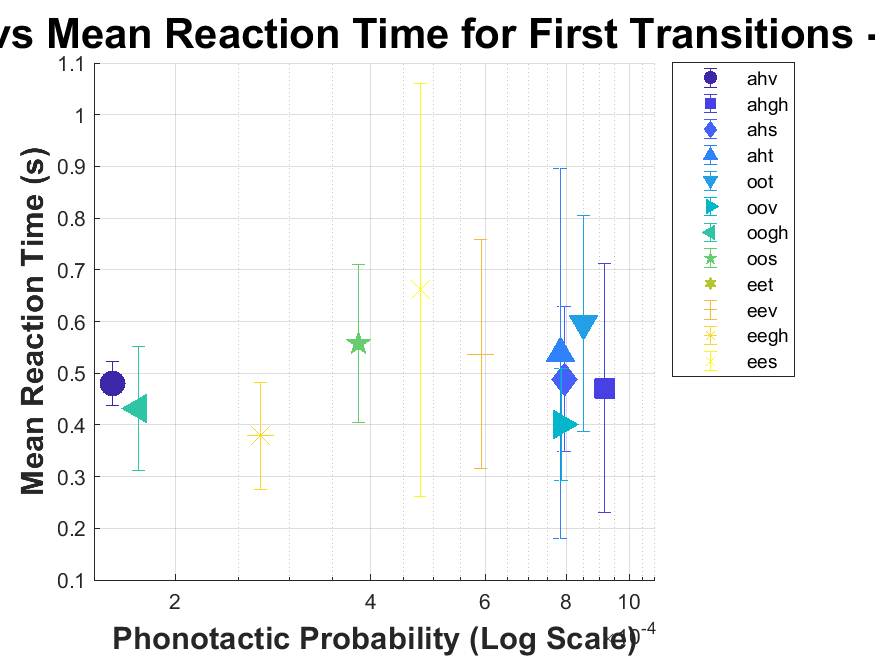 vs Mean Reaction Time for First Transitions -
Mean Reaction Time (s)
1.1
1
0.9
0.8
0.7
0.6
0.5
0.4
0.3
0.2
0.1
2
4
6
8
10
Phonotactic Probability (Log Scale)
10-4
ahv
ahgh
ahs
aht
oot
oov
oogh
oos
eet
eev
eegh
ees